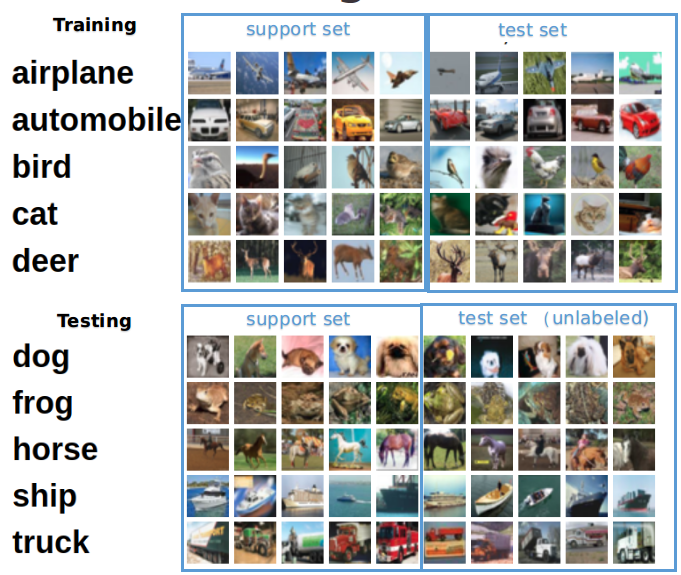 Training
support set
test set
airplane
automobile
bird
cat
deer
Testing
support set
test set （unlabeled)
dog
frog
horse
ship
truck